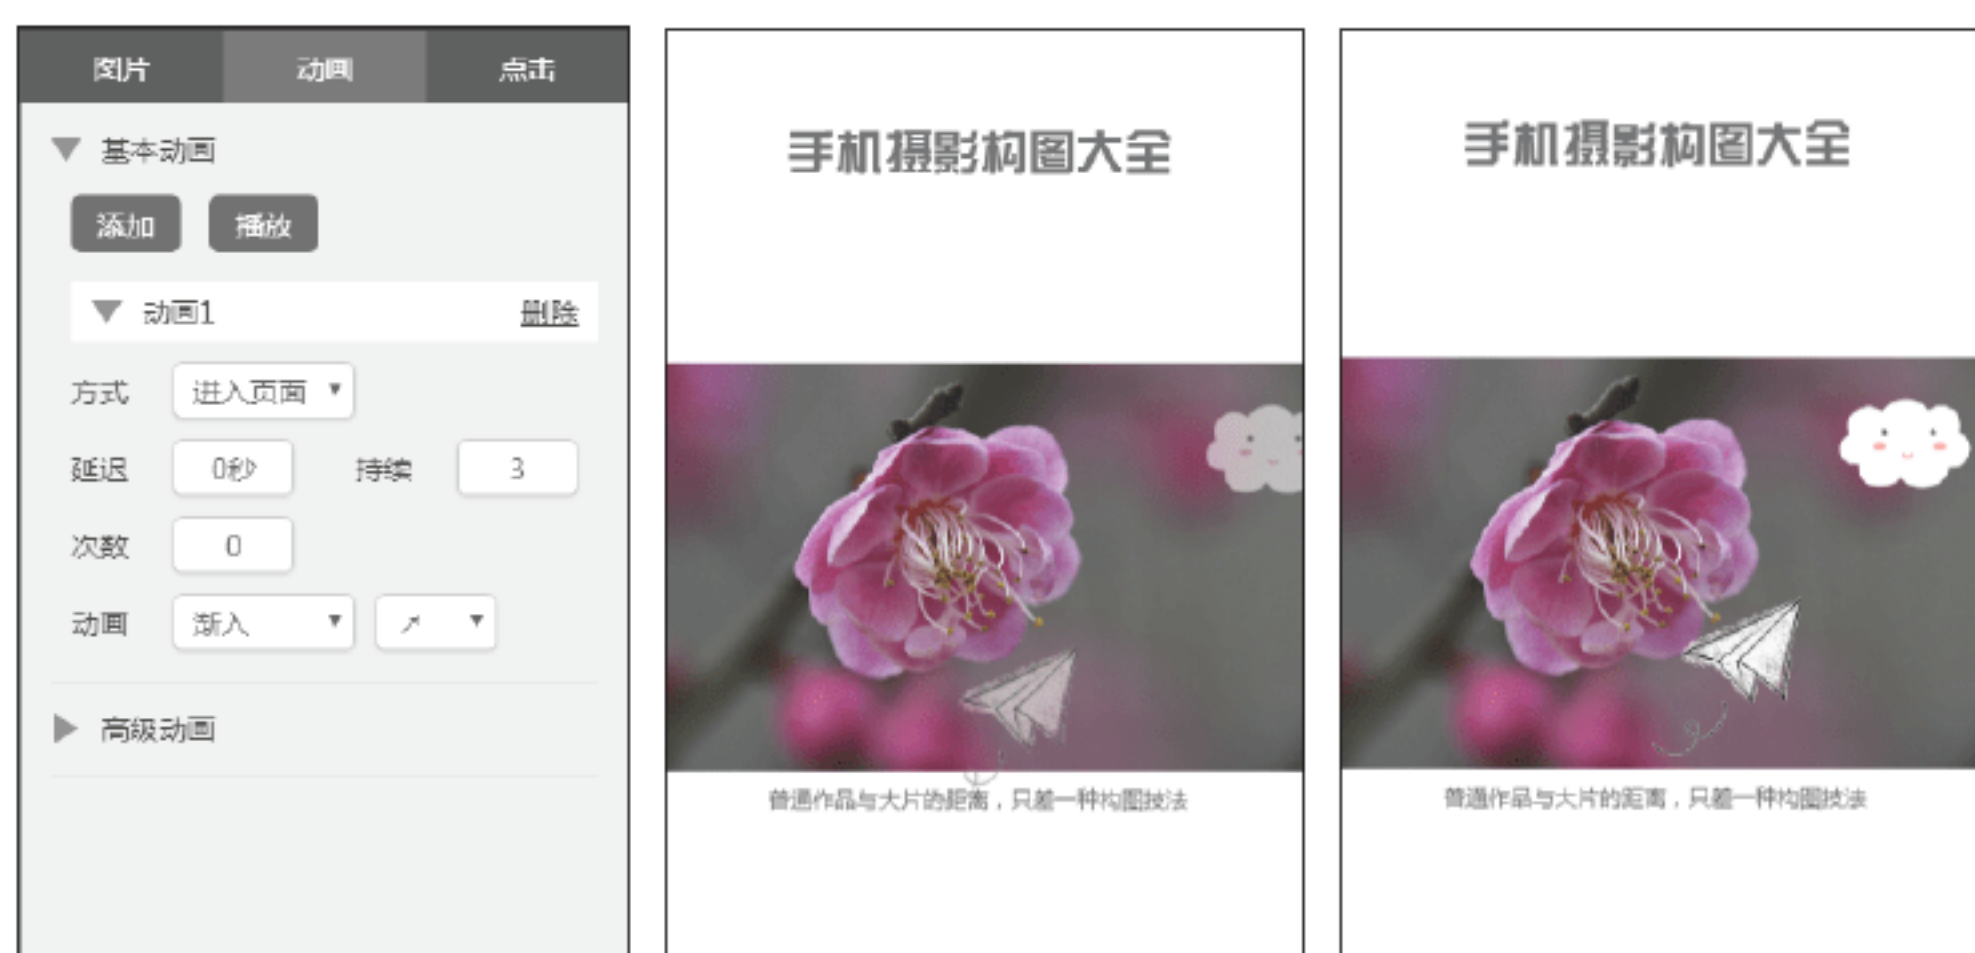 图片 动画 点击
基本动画
添加 播放
动画1 删除
方式 进入页面
延迟 0秒 持续 3
次数 0
动画 渐入
高级动画
手机摄影构图大全
普通作品与大片的距离，只差一种构图技法
手机摄影构图大全
普通作品与大片的距离，只差一种构图技法